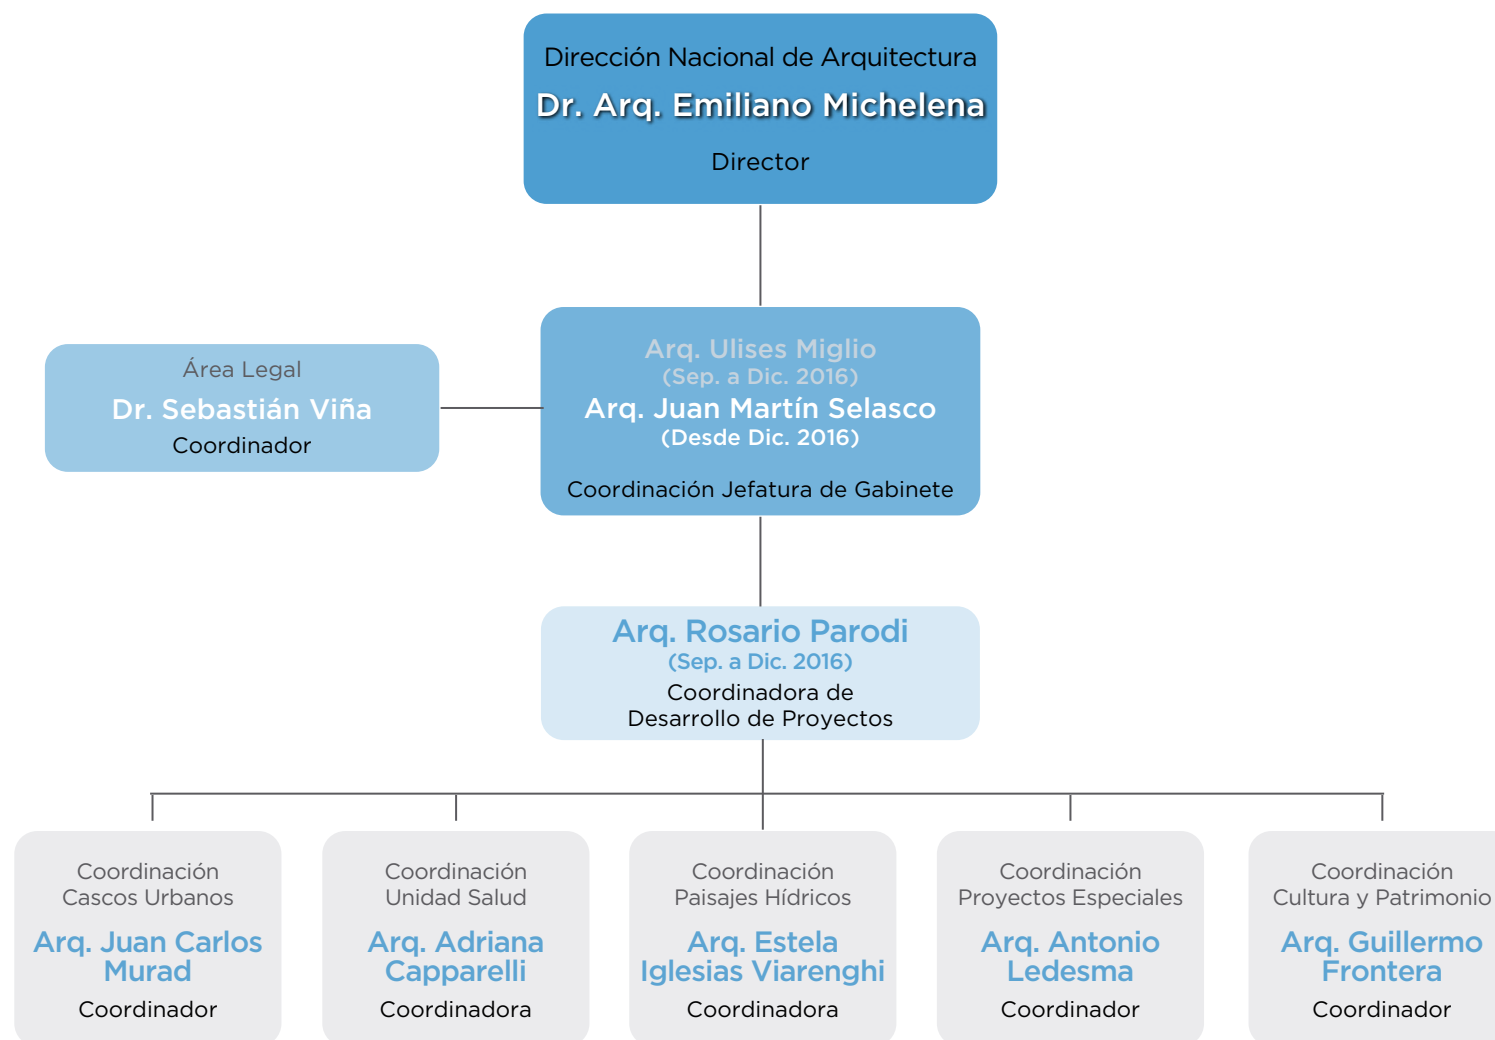 Dirección Nacional de Arquitectura
Dr. Arq. Emiliano Michelena
Director
Área Legal
Dr. Sebastián Viña
Coordinador
Arq. Ulises Miglio
(Sep. a Dic. 2016)
Arq. Juan Martín Selasco
(Desde Dic. 2016)
Coordinación Jefatura de Gabinete
Arq. Rosario Parodi
(Sep. a Dic. 2016)
Coordinadora de
Desarrollo de Proyectos
Coordinación
Cascos Urbanos
Arq. Juan Carlos
Murad
Coordinador
Coordinación
Unidad Salud
Arq. Adriana
Capparelli
Coordinadora
Coordinación
Paisajes Hídricos
Arq. Estela
Iglesias Viarenghi
Coordinadora
Coordinación
Proyectos Especiales
Arq. Antonio
Ledesma
Coordinador
Coordinación
Cultura y Patrimonio
Arq. Guillermo
Frontera
Coordinador